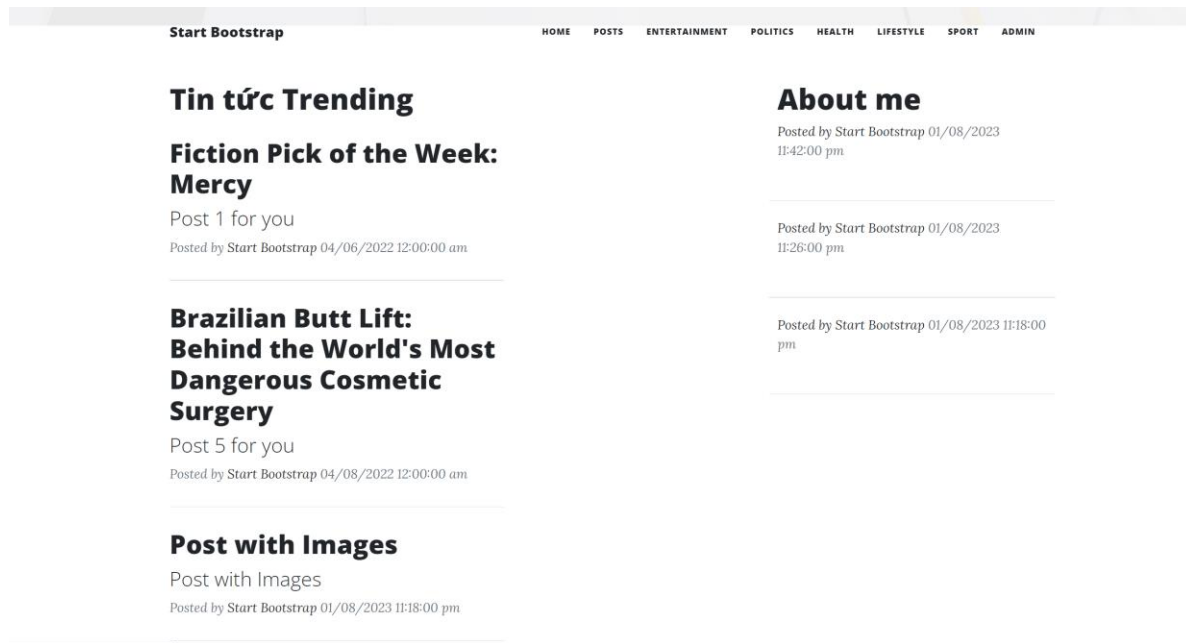 Start Bootstrap
HOME POSTS ENTERTAINMENT POLITICS HEALTH LIFESTYLE SPORT ADMIN
Tin tức Trending
Fiction Pick of the Week:
Mercy
Post 1 for you
Posted by Start Bootstrap 04/06/2022 12:00:00 am
Brazilian Butt Lift:
Behind the World's Most
Dangerous Cosmetic
Surgery
Post 5 for you
Posted by Start Bootstrap 04/08/2022 12:00:00 am
Post with Images
Post with Images
Posted by Start Bootstrap 01/08/2023 11:18:00 pm
About me
Posted by Start Bootstrap 01/08/2023
11:42:00 pm
Posted by Start Bootstrap 01/08/2023
11:26:00 pm
Posted by Start Bootstrap 01/08/2023 11:18:00
pm